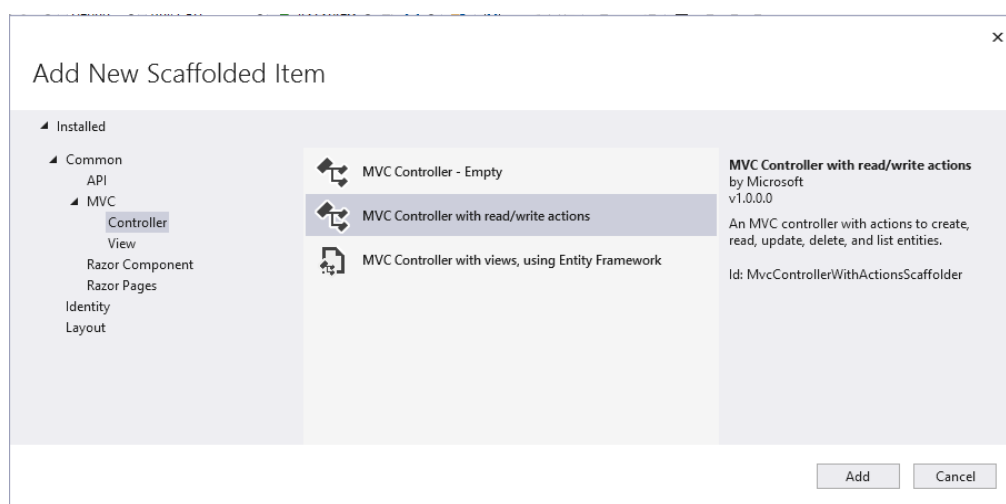 Add New Scaffolded Item
Installed
Common
API
MVC
Controller
View
Razor Component
Razor Pages
Identity
Layout
MVC Controller - Empty
MVC Controller with read/write actions
MVC Controller with views, using Entity Framework
MVC Controller with read/write actions
by Microsoft
v1.0.0.0
An MVC controller with actions to create,
read, update, delete, and list entities.
Id: MvcControllerWithActionsScaffolder
Add
Cancel